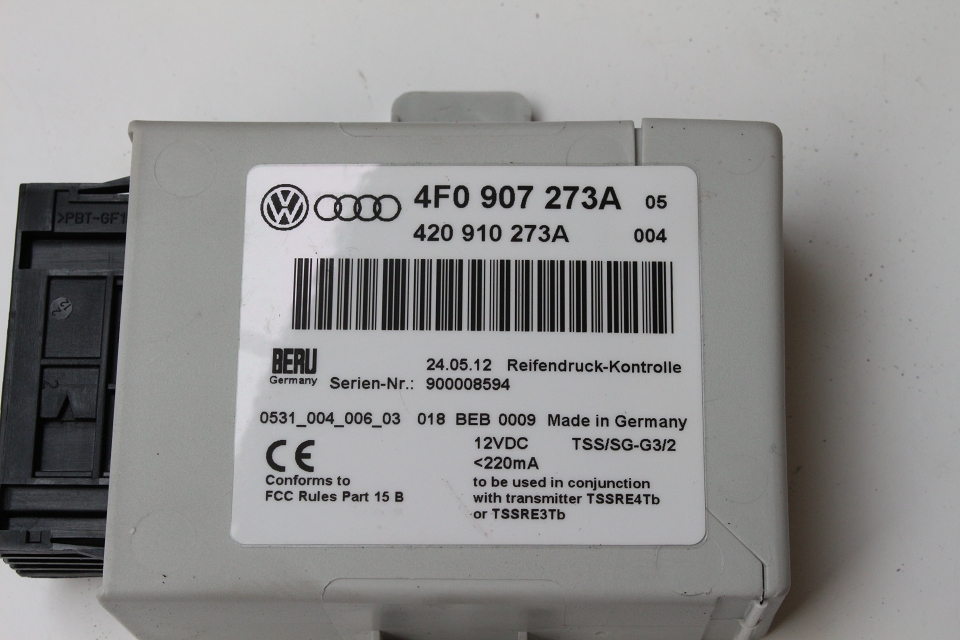 4F0 907 273A 05
420 910 273A 004
>PBT-GF1
BERU
Germany
24.05.12 Reifendruck-Kontrolle
Serien-Nr.: 900008594
0531_004_006_03 018 BEB 0009 Made in Germany
12VDC TSS/SG-G3/2
<220mA
CE
Conforms to
FCC Rules Part 15 B
to be used in conjunction
with transmitter TSSRE4Tb
or TSSRE3Tb